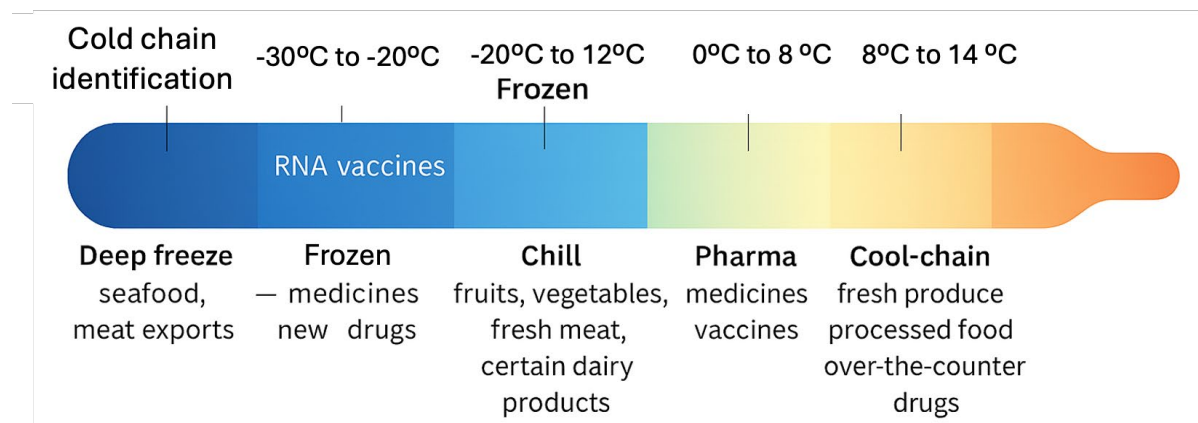 Cold chain
identification
-30ºC to -20ºC
-20ºC to 12ºC
Frozen
0ºC to 8 ºC
8ºC to 14 ºC
RNA vaccines
Deep freeze
seafood,
meat exports
Frozen
— medicines
new drugs
Chill
fruits, vegetables,
fresh meat,
certain dairy
products
Pharma
medicines
vaccines
Cool-chain
fresh produce
processed food
over-the-counter
drugs